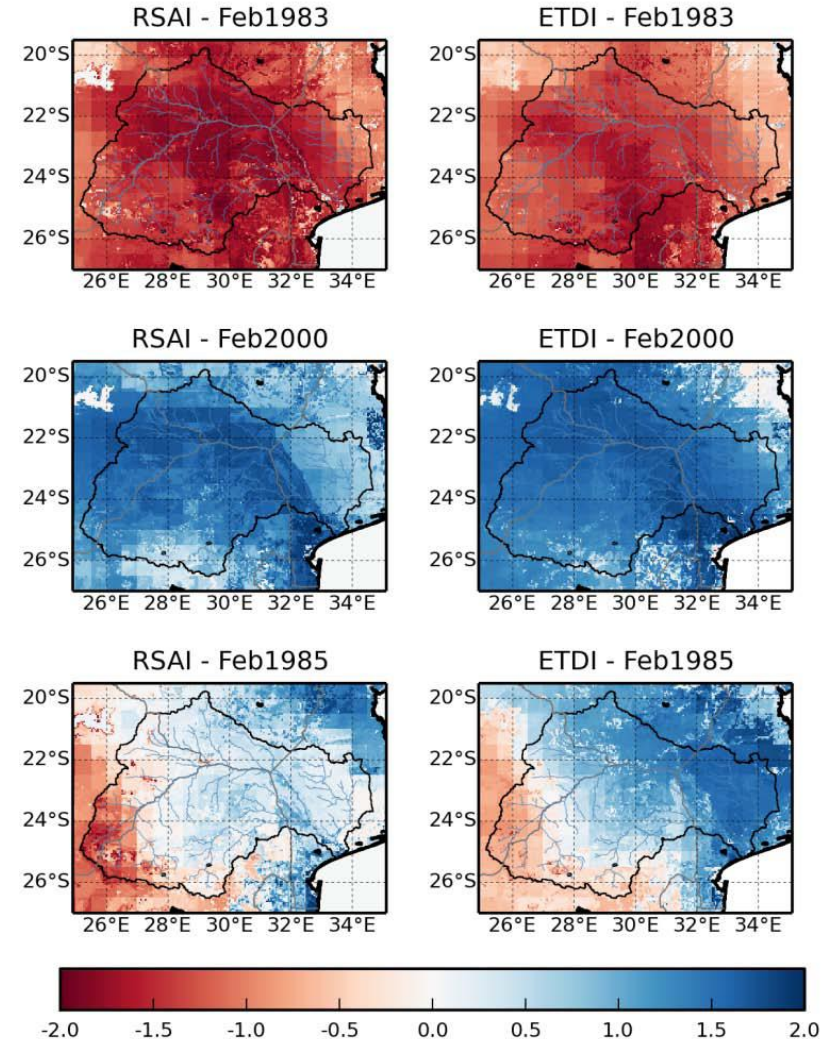 RSAI - Feb1983 ETDI - Feb1983
20°S 20°S
22°S 22°S
24°S 24°S
26°S 26°S
26°E 28°E 30°E 32°E 34°E 26°E 28°E 30°E 32°E 34°E
RSAI - Feb2000 ETDI - Feb2000
20°S 20°S
22°S 22°S
24°S 24°S
26°S 26°S
26°E 28°E 30°E 32°E 34°E 26°E 28°E 30°E 32°E 34°E
RSAI - Feb1985 ETDI - Feb1985
20°S 20°S
22°S 22°S
24°S 24°S
26°S 26°S
26°E 28°E 30°E 32°E 34°E 26°E 28°E 30°E 32°E 34°E
-2.0 -1.5 -1.0 -0.5 0.0 0.5 1.0 1.5 2.0